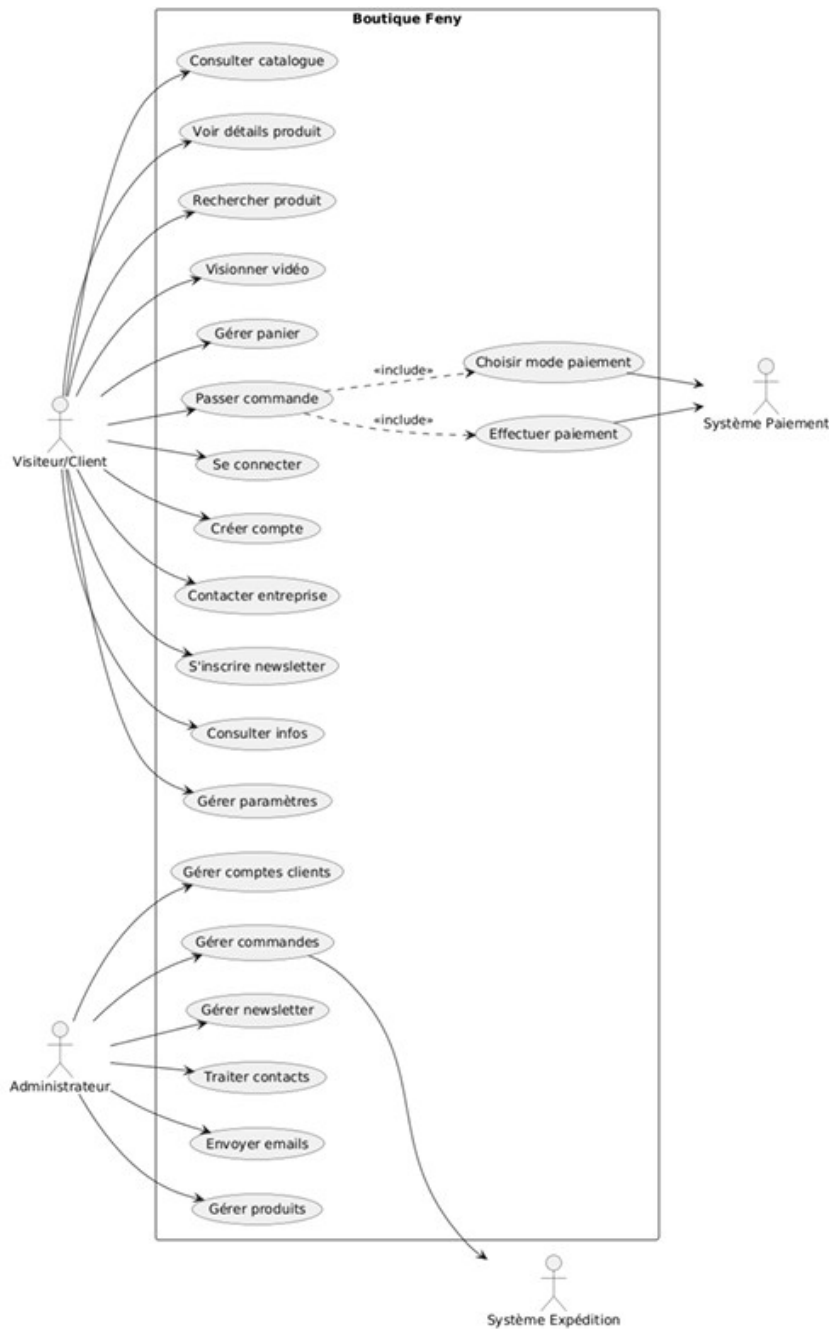 Boutique Feny
Consulter catalogue
Voir détails produit
Rechercher produit
Visionner vidéo
Gérer panier
Choisir mode paiement
«include»
Passer commande
«include»
Effectuer paiement
Système Paiement
Visiteur/Client
Se connecter
Créer compte
Contacter entreprise
S'inscrire newsletter
Consulter infos
Gérer paramètres
Gérer comptes clients
Gérer commandes
Gérer newsletter
Traiter contacts
Administrateur
Envoyer emails
Gérer produits
Système Expédition